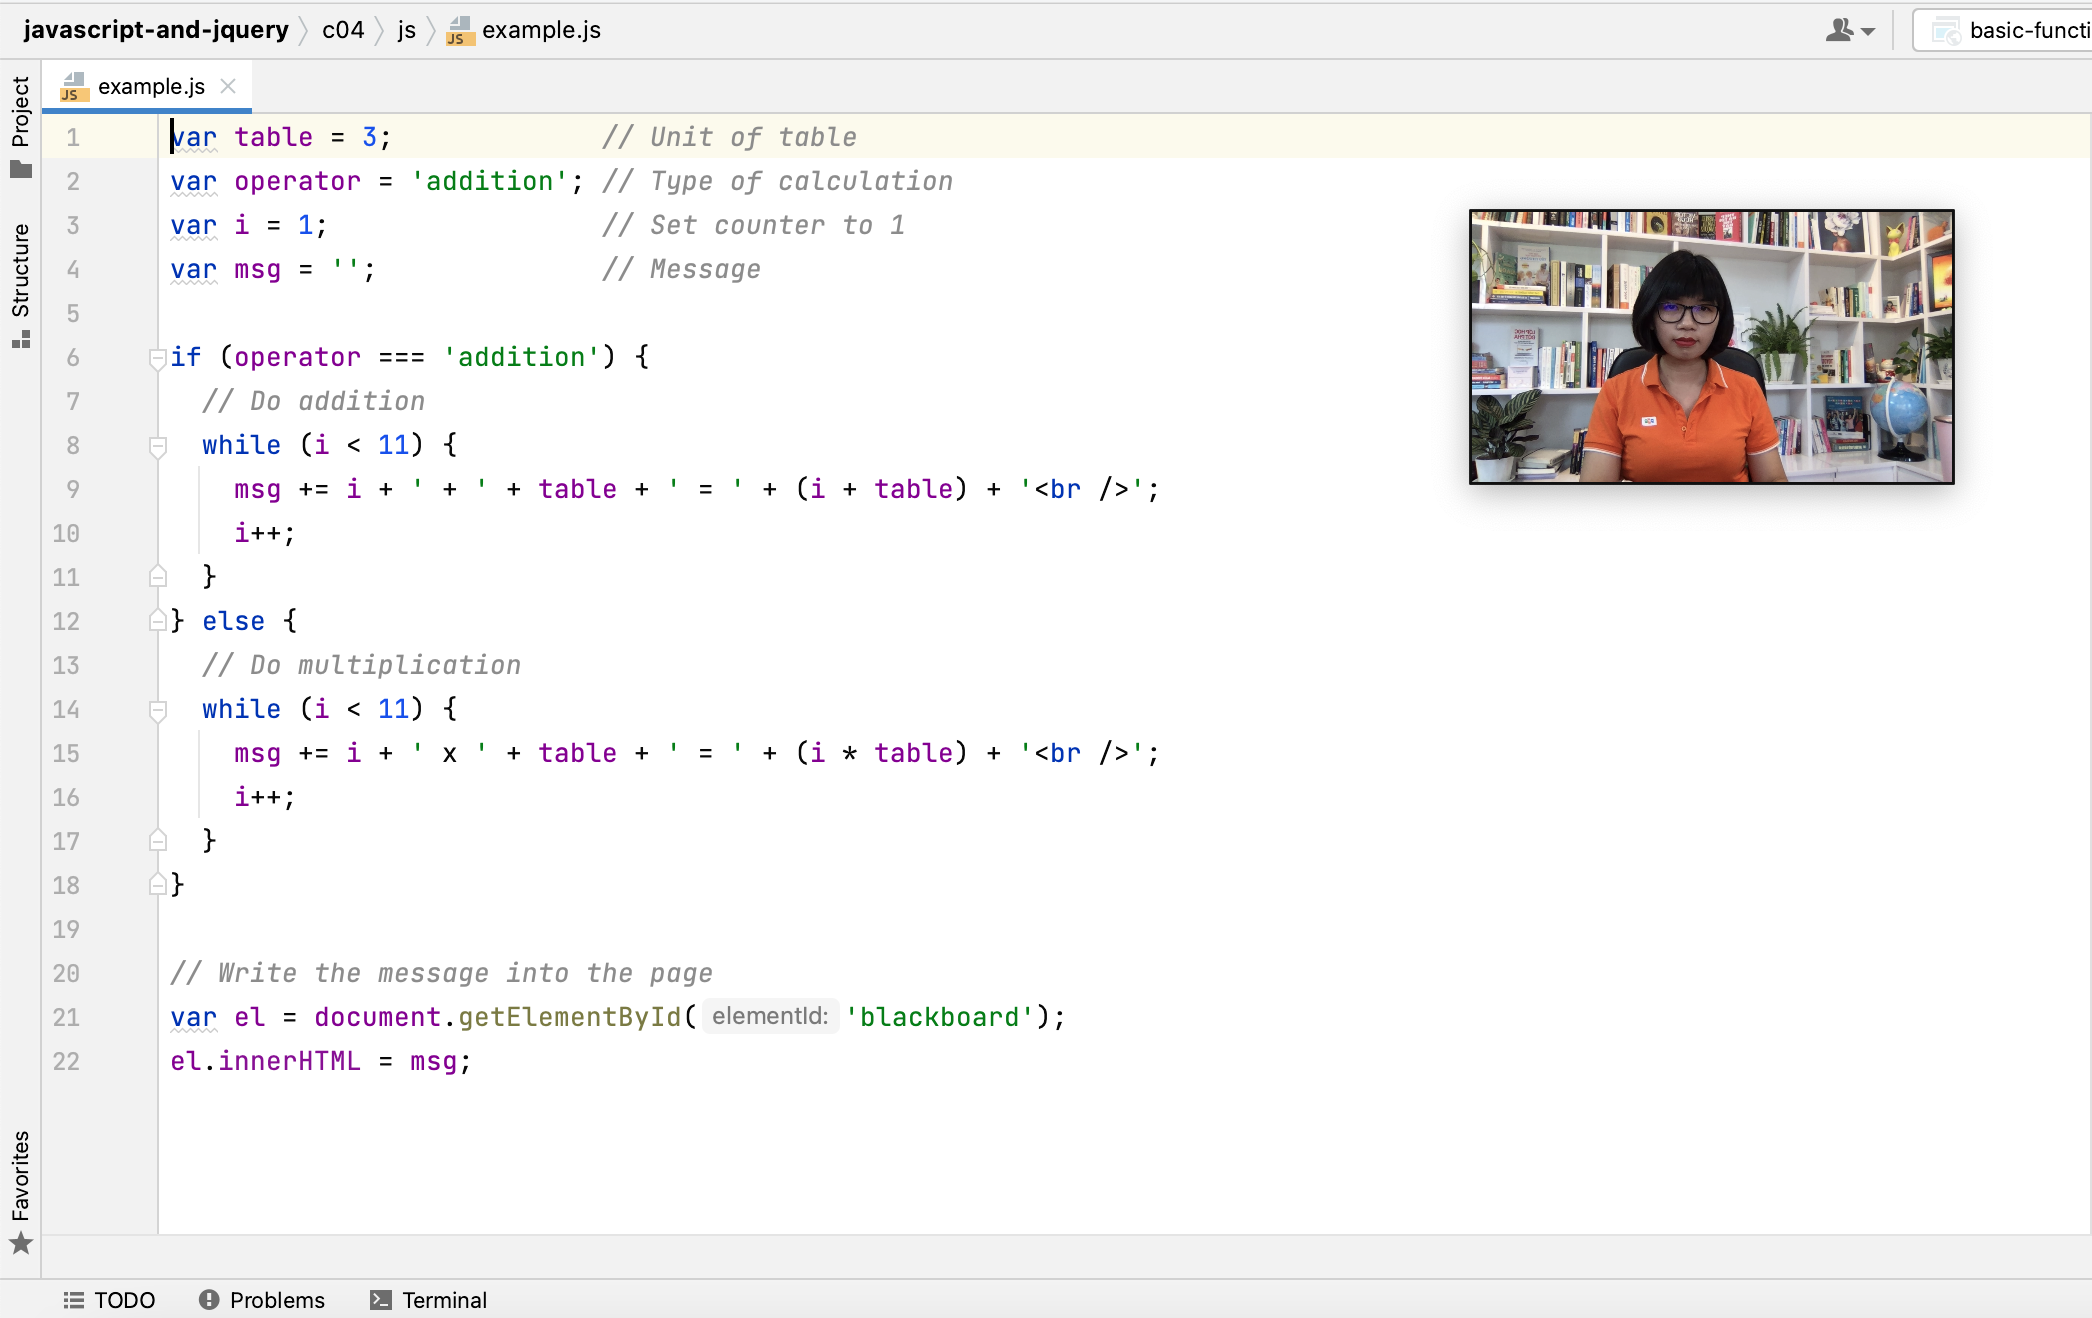 javascript-and-jquery c04 js example.js basic-functi
example.js
Project
Structure
Favorites
1 var table = 3; // Unit of table
2 var operator = 'addition'; // Type of calculation
3 var i = 1; // Set counter to 1
4 var msg = ''; // Message
5
6 if (operator === 'addition') {
7 // Do addition
8 while (i < 11) {
9 msg += i + ' + ' + table + ' = ' + (i + table) + '<br />';
10 i++;
11 }
12 } else {
13 // Do multiplication
14 while (i < 11) {
15 msg += i + ' x ' + table + ' = ' + (i * table) + '<br />';
16 i++;
17 }
18 }
19
20 // Write the message into the page
21 var el = document.getElementById( elementId: 'blackboard');
22 el.innerHTML = msg;
TODO Problems Terminal